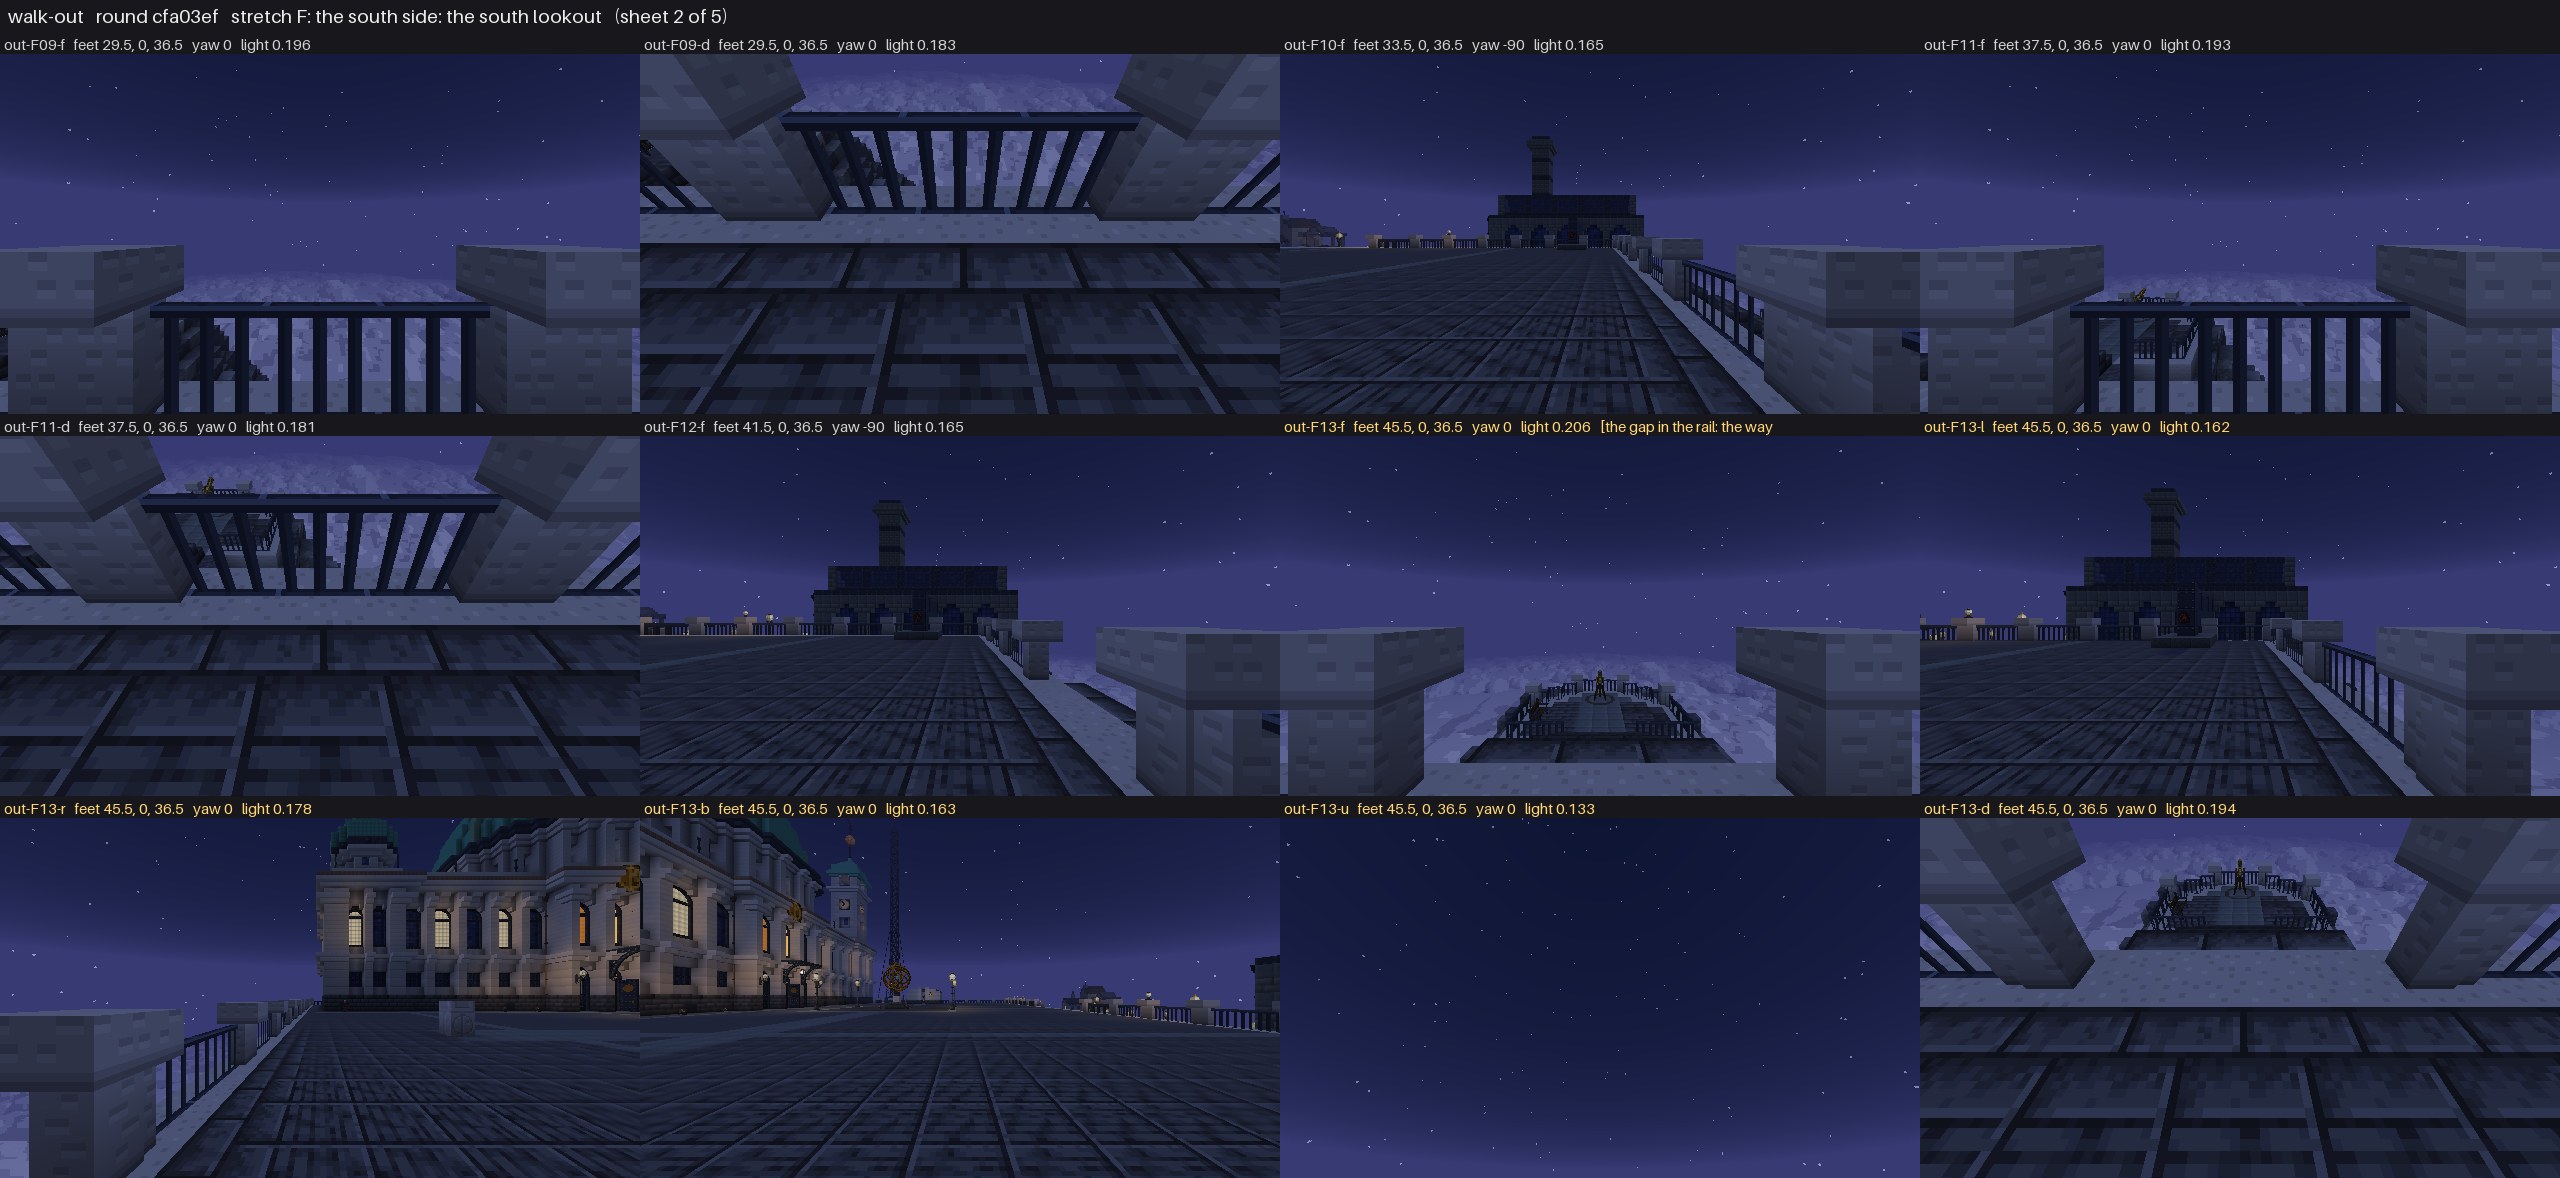 walk-out round cfa03ef stretch F: the south side: the south lookout (sheet 2 of 5)
out-F09-f feet 29.5, 0, 36.5 yaw 0 light 0.196
out-F09-d feet 29.5, 0, 36.5 yaw 0 light 0.183
out-F10-f feet 33.5, 0, 36.5 yaw -90 light 0.165
out-F11-f feet 37.5, 0, 36.5 yaw 0 light 0.193
out-F11-d feet 37.5, 0, 36.5 yaw 0 light 0.181
out-F12-f feet 41.5, 0, 36.5 yaw -90 light 0.165
out-F13-f feet 45.5, 0, 36.5 yaw 0 light 0.206 [the gap in the rail: the way
out-F13-l feet 45.5, 0, 36.5 yaw 0 light 0.162
out-F13-r feet 45.5, 0, 36.5 yaw 0 light 0.178
out-F13-b feet 45.5, 0, 36.5 yaw 0 light 0.163
out-F13-u feet 45.5, 0, 36.5 yaw 0 light 0.133
out-F13-d feet 45.5, 0, 36.5 yaw 0 light 0.194